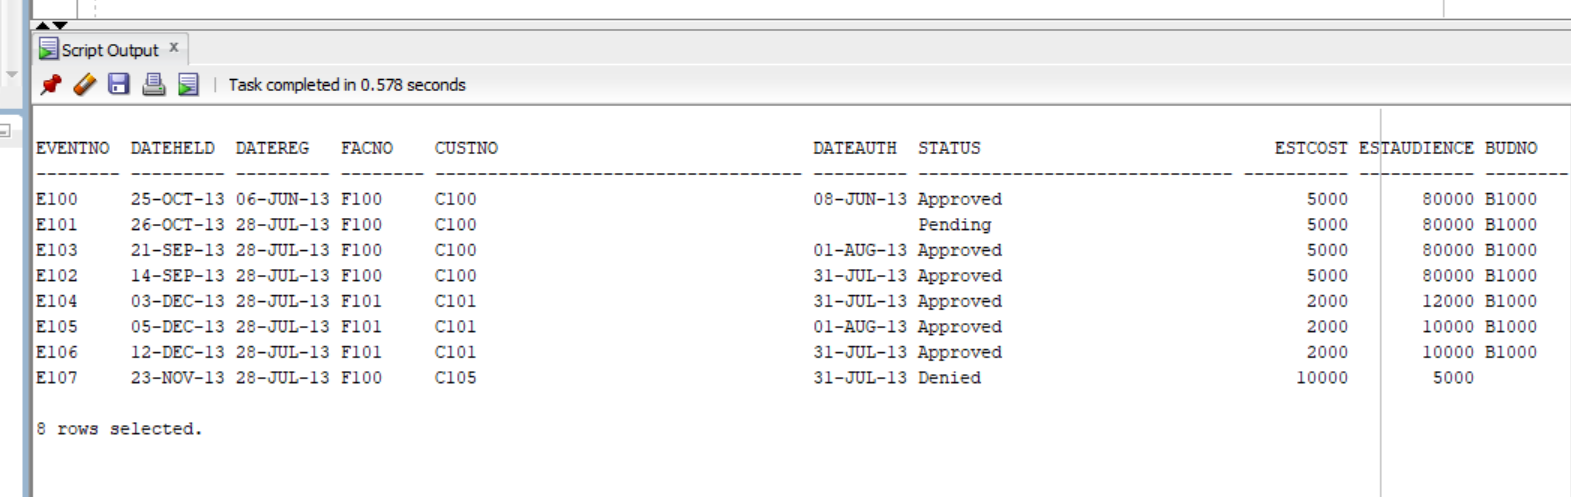 Script Output x
Task completed in 0.578 seconds
EVENTNO DATEHELD DATEREG FACNO CUSTNO DATEAUTH STATUS ESTCOST ESTAUDIENCE BUDNO
-------- --------- --------- -------- ----------------------------------- --------- ------------------------------ ---------- ----------- --------
E100 25-OCT-13 06-JUN-13 F100 C100 08-JUN-13 Approved 5000 80000 B1000
E101 26-OCT-13 28-JUL-13 F100 C100 Pending 5000 80000 B1000
E103 21-SEP-13 28-JUL-13 F100 C100 01-AUG-13 Approved 5000 80000 B1000
E102 14-SEP-13 28-JUL-13 F100 C100 31-JUL-13 Approved 5000 80000 B1000
E104 03-DEC-13 28-JUL-13 F101 C101 31-JUL-13 Approved 2000 12000 B1000
E105 05-DEC-13 28-JUL-13 F101 C101 01-AUG-13 Approved 2000 10000 B1000
E106 12-DEC-13 28-JUL-13 F101 C101 31-JUL-13 Approved 2000 10000 B1000
E107 23-NOV-13 28-JUL-13 F100 C105 31-JUL-13 Denied 10000 5000
8 rows selected.